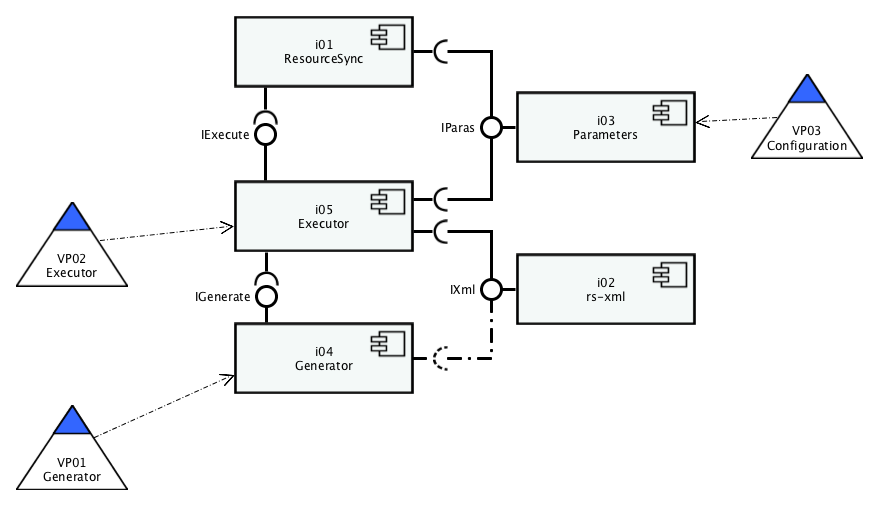 i01
ResourceSync
IExecute
IParas
i03
Parameters
VP03
Configuration
i05
Executor
VP02
Executor
IGenerate
IXml
i02
rs-xml
i04
Generator
VP01
Generator